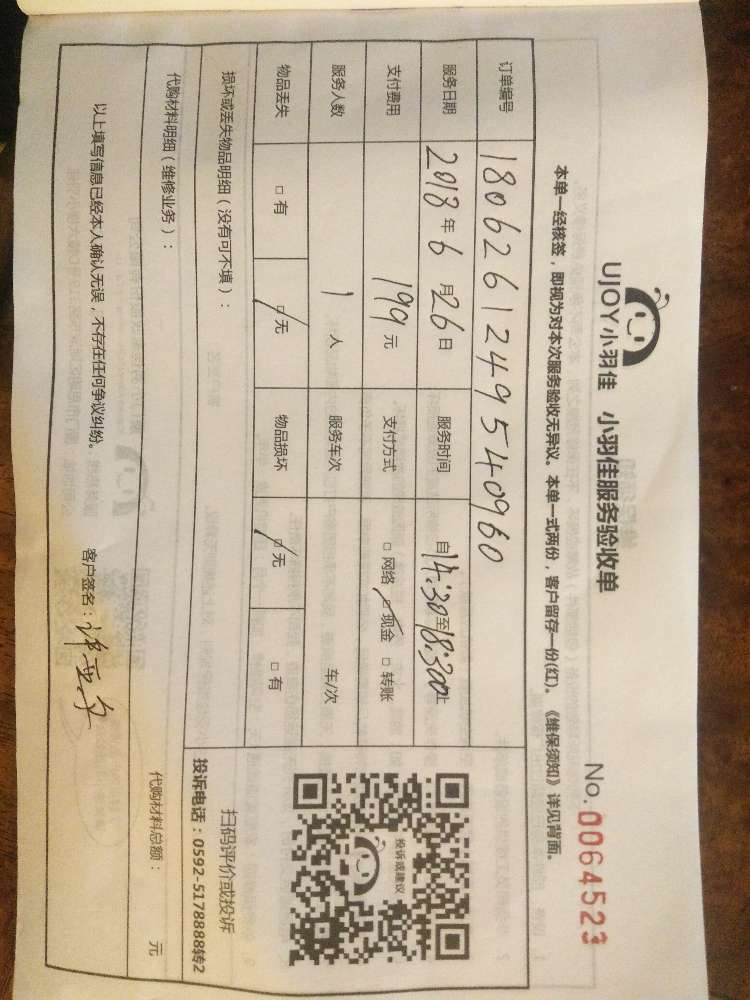 UJOY小羽佳 小羽佳服务验收单
No.0064523
本单一经核签，即视为对本次服务验收无异议。本单一式两份，客户留存一份(红)。《维保须知》详见背面。
订单编号 180626124954096​0
服务日期 2018年6月26日 服务时间 自14:30至18:30止
支付费用 199元 支付方式 □网络 □现金 □转账
服务人数 1人 服务车次 车/次
物品丢失 □有 □无 物品损坏 □无 □有
损坏或丢失物品明细（没有可不填）：
投诉或建议
扫码评价或投诉
投诉电话：0592-5178888转2
代购材料明细（维修业务）：
代购材料总额： 元
以上填写信息已经本人确认无误，不存在任何争议纠纷。
客户签名：